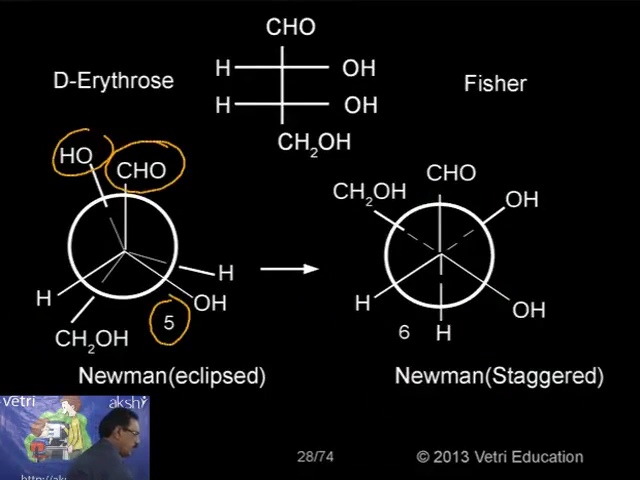 CHO
D-Erythrose
H OH
Fisher
H OH
CH2OH
HO
CHO
H
OH
H
CH2OH
5
Newman(eclipsed)
CHO
CH2OH
OH
H
OH
6
H
Newman(Staggered)
vetri
akshi
28/74
© 2013 Vetri Education